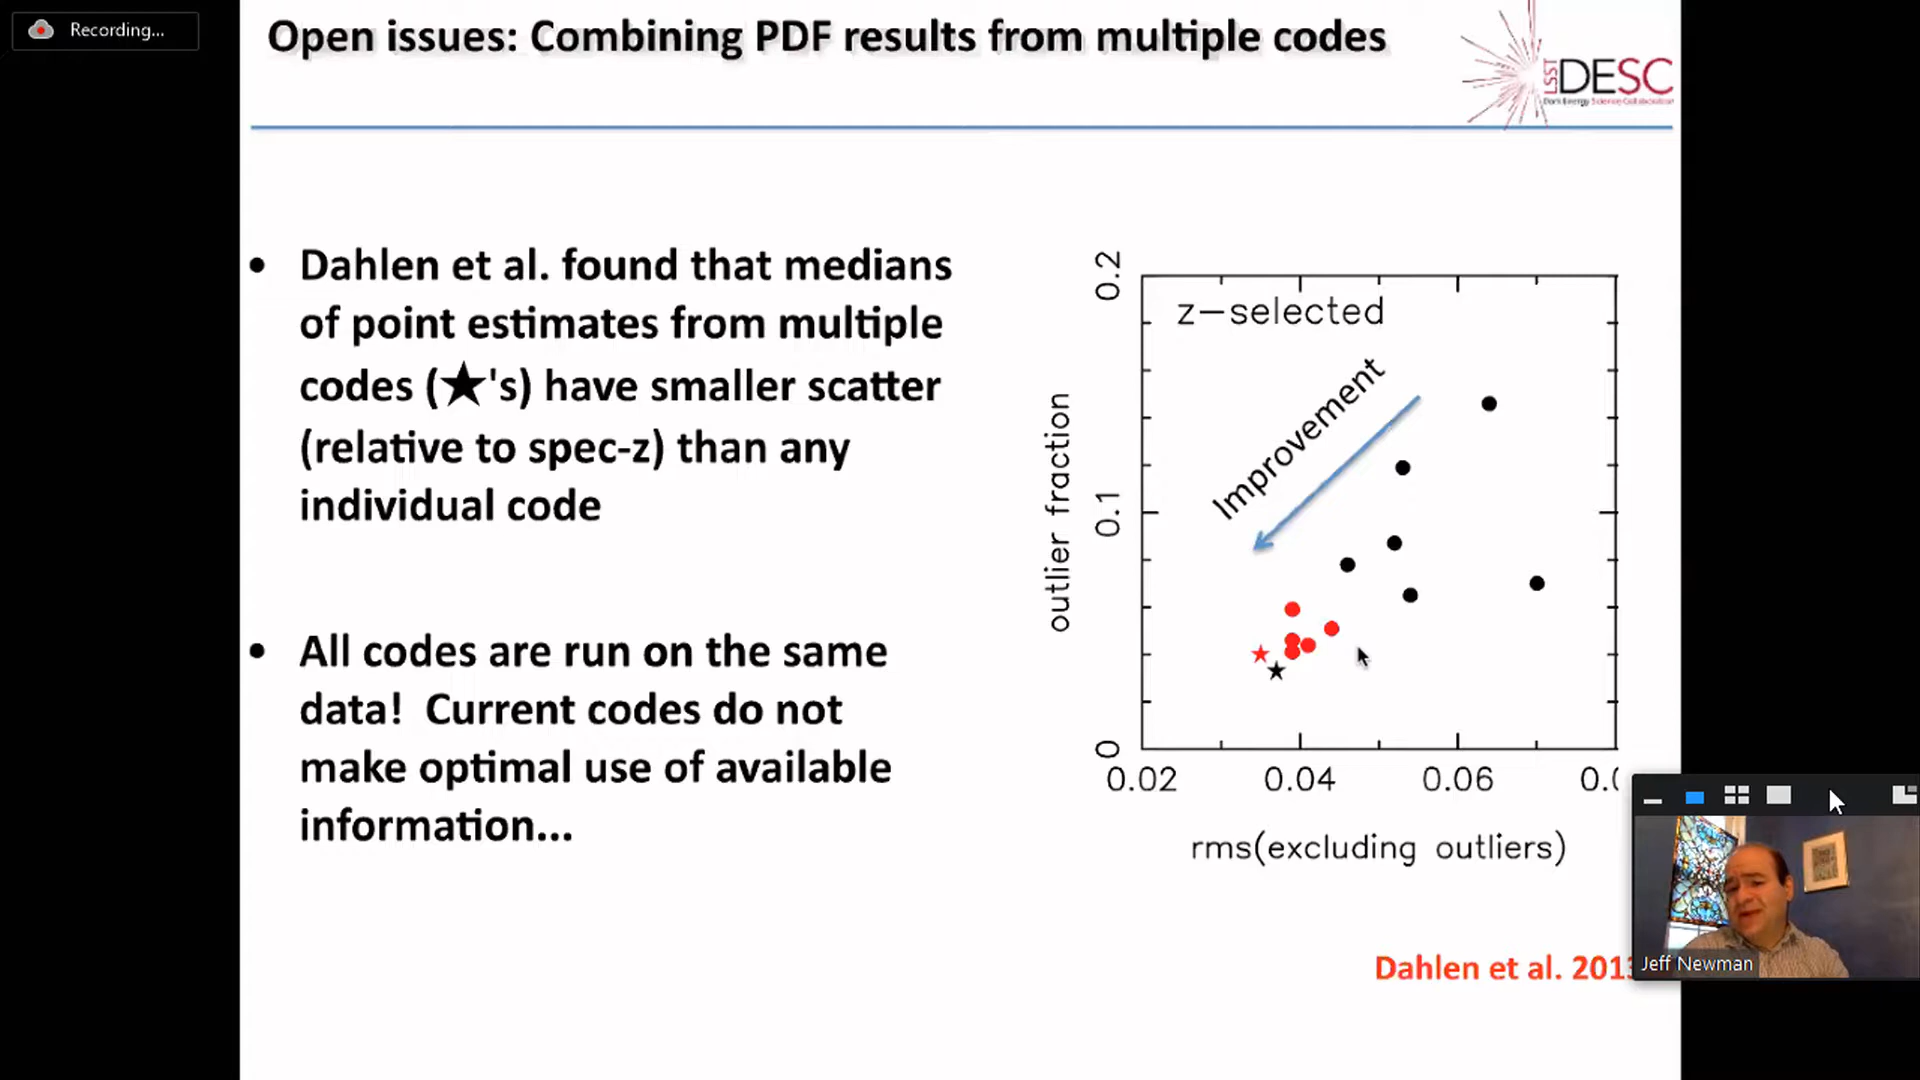 Recording...
Open issues: Combining PDF results from multiple codes
LSST DESC
Dark Energy Science Collaboration
• Dahlen et al. found that medians
of point estimates from multiple
codes (★'s) have smaller scatter
(relative to spec-z) than any
individual code
• All codes are run on the same
data! Current codes do not
make optimal use of available
information...
z-selected
Improvement
outlier fraction
0.2
0.1
0
0.02 0.04 0.06
rms(excluding outliers)
Dahlen et al. 2013
Jeff Newman